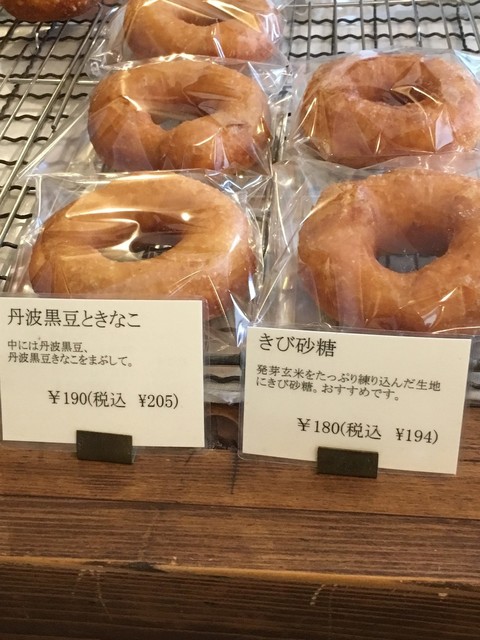 丹波黒豆ときなこ
中には丹波黒豆、
丹波黒豆きなこをまぶして。
￥190(税込 ¥205)
きび砂糖
発芽玄米をたっぷり練り込んだ生地
にきび砂糖。おすすめです。
￥180(税込 ¥194)